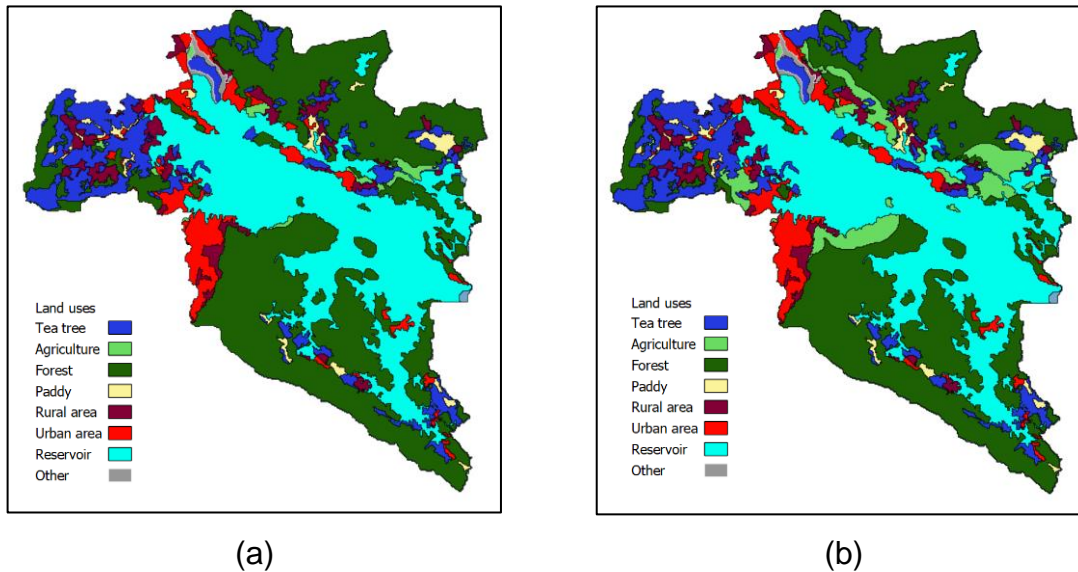 Land uses
Tea tree
Agriculture
Forest
Paddy
Rural area
Urban area
Reservoir
Other
(a)
Land uses
Tea tree
Agriculture
Forest
Paddy
Rural area
Urban area
Reservoir
Other
(b)